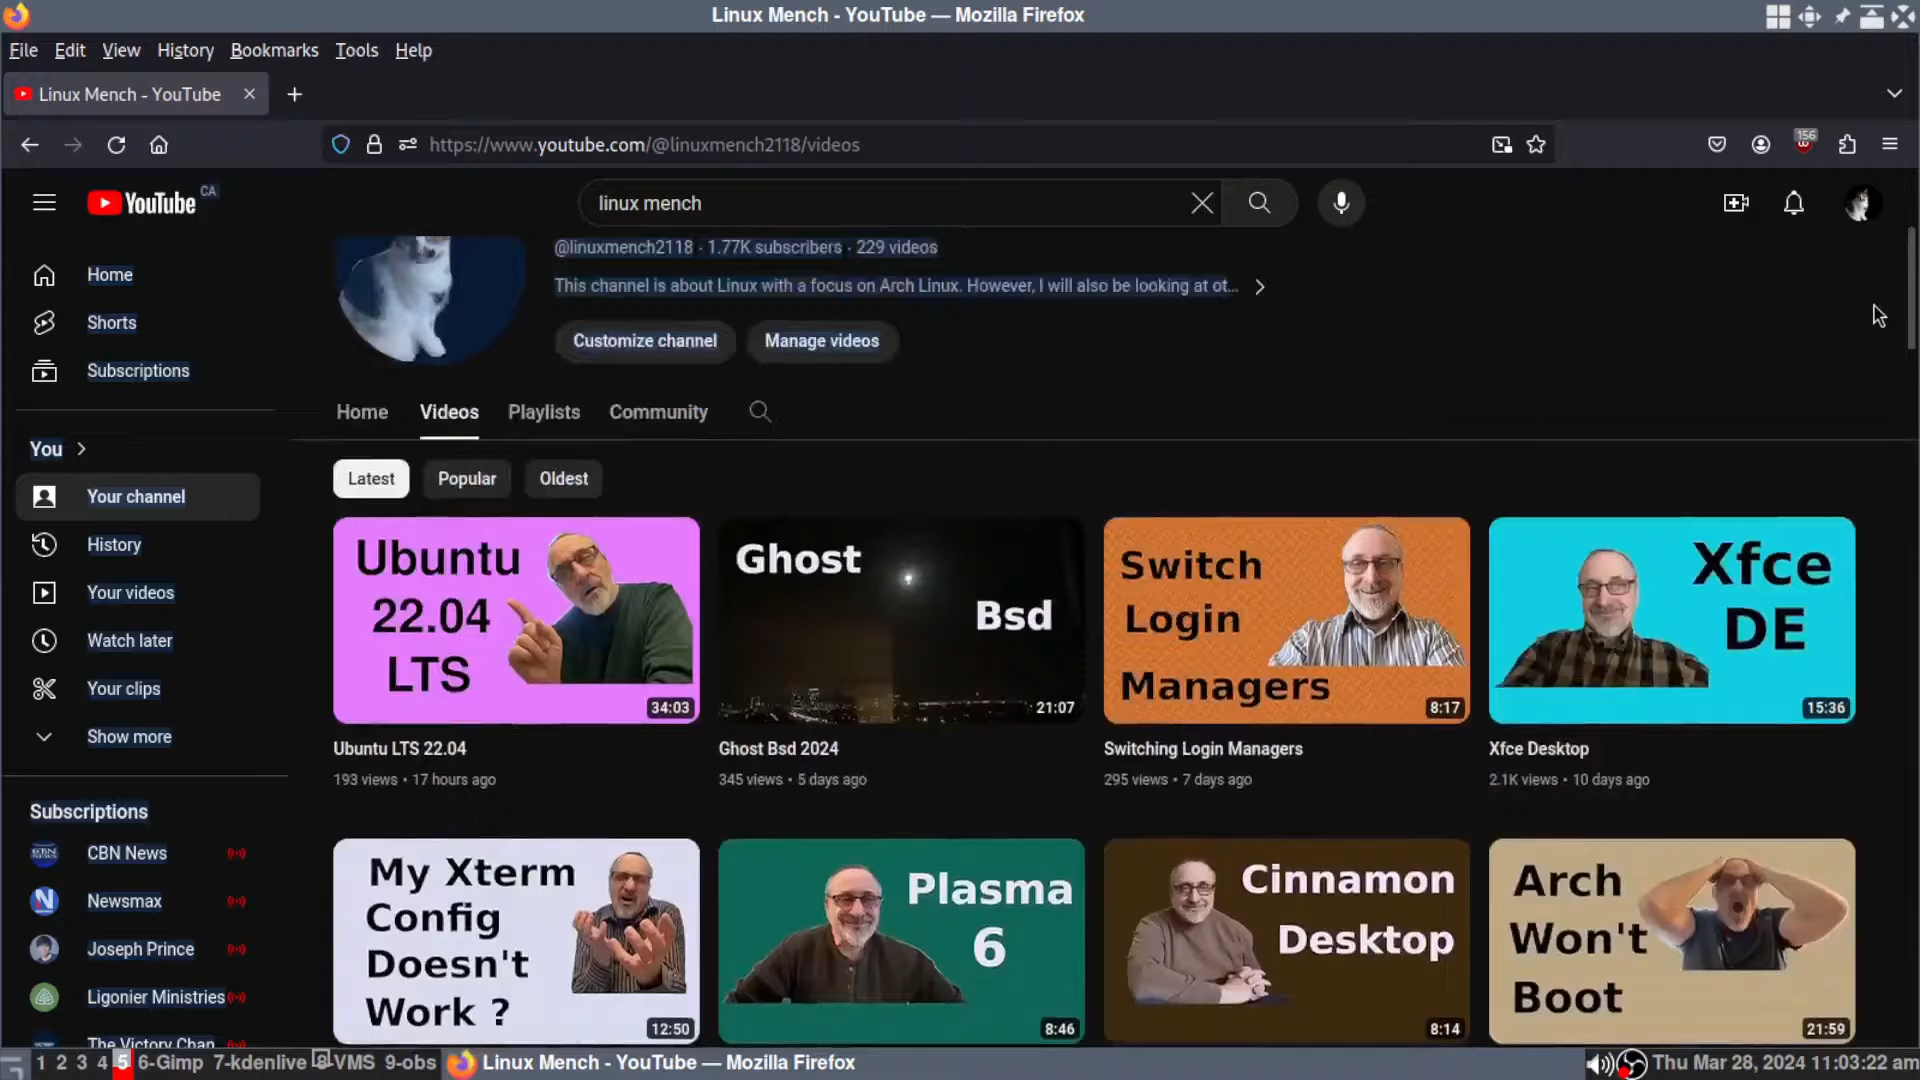 Linux Mench - YouTube — Mozilla Firefox
File Edit View History Bookmarks Tools Help
Linux Mench - YouTube
https://www.youtube.com/@linuxmench2118/videos
156
YouTube CA
linux mench
@linuxmench2118 · 1.77K subscribers · 229 videos
This channel is about Linux with a focus on Arch Linux. However, I will also be looking at ot...
Customize channel Manage videos
Home
Shorts
Subscriptions
You
Your channel
History
Your videos
Watch later
Your clips
Show more
Subscriptions
CBN News
Newsmax
Joseph Prince
Ligonier Ministries
The Victory Chan
Home Videos Playlists Community
Latest Popular Oldest
Ubuntu
22.04
LTS
34:03
Ubuntu LTS 22.04
193 views • 17 hours ago
Ghost
Bsd
21:07
Ghost Bsd 2024
345 views • 5 days ago
Switch
Login
Managers
8:17
Switching Login Managers
295 views • 7 days ago
Xfce
DE
15:36
Xfce Desktop
2.1K views • 10 days ago
My Xterm
Config
Doesn't
Work ?
12:50
Plasma
6
8:46
Cinnamon
Desktop
8:14
Arch
Won't
Boot
21:59
1 2 3 4 5 6-Gimp 7-kdenlive 8-VMS 9-obs
Linux Mench - YouTube — Mozilla Firefox
Thu Mar 28, 2024 11:03:22 am